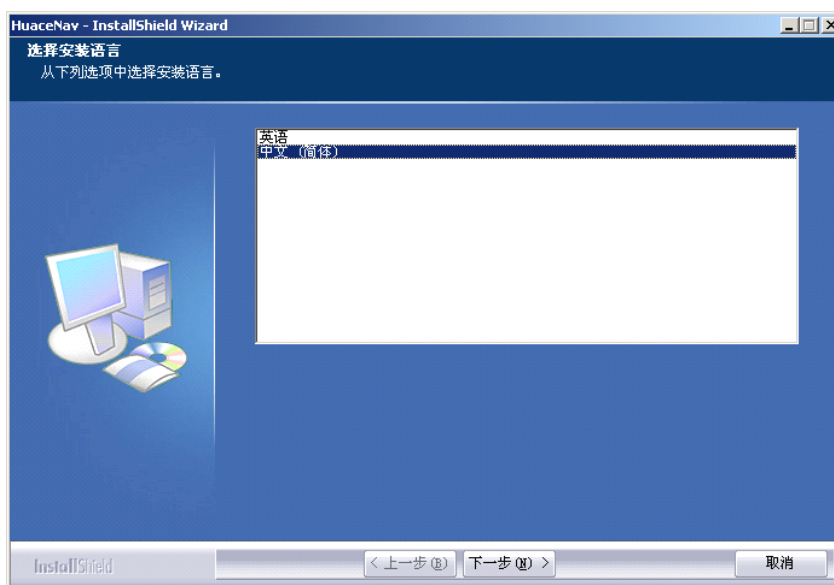 HuaceNav - InstallShield Wizard
选择安装语言
从下列选项中选择安装语言。
英语
中文 (简体)
InstallShield
< 上一步(B)
下一步(N) >
取消